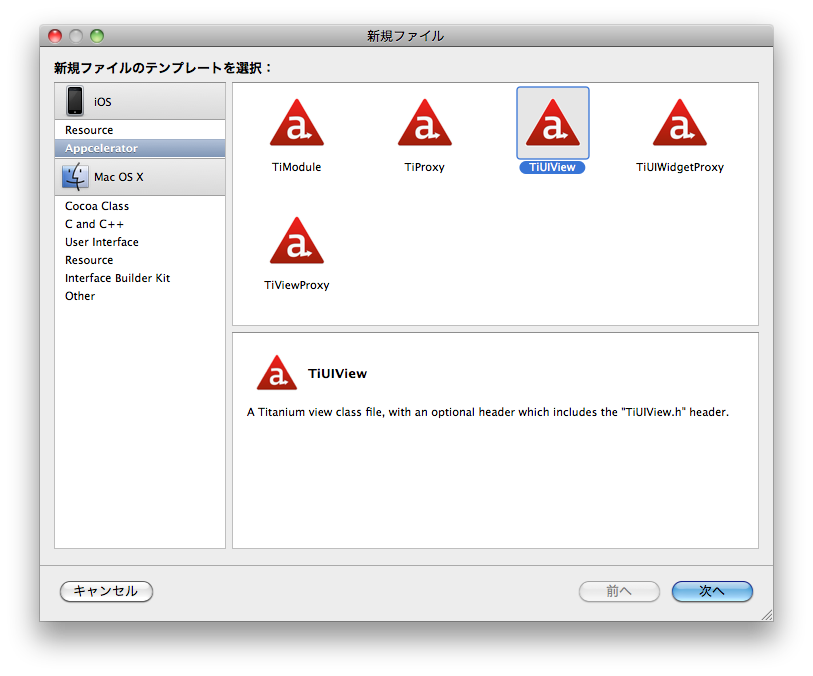 新規ファイル
新規ファイルのテンプレートを選択：
iOS
Resource
Appcelerator
Mac OS X
Cocoa Class
C and C++
User Interface
Resource
Interface Builder Kit
Other
TiModule
TiProxy
TiUIView
TiUIWidgetProxy
TiViewProxy
TiUIView
A Titanium view class file, with an optional header which includes the "TiUIView.h" header.
キャンセル
前へ
次へ